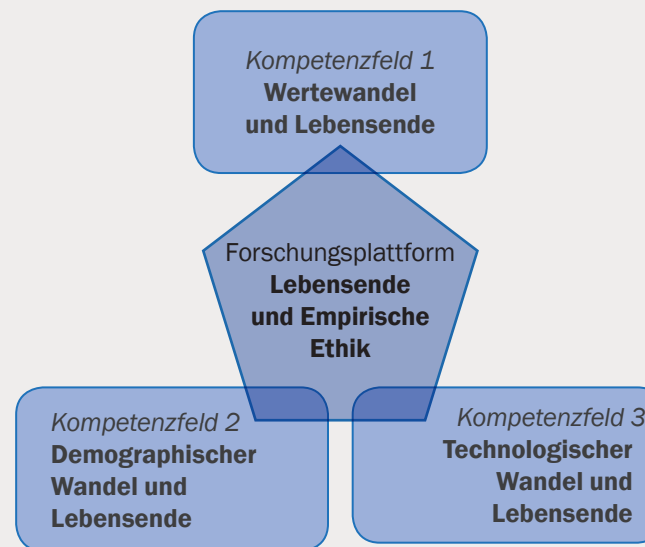 Kompetenzfeld 1
Wertewandel
und Lebensende
Forschungsplattform
Lebensende
und Empirische
Ethik
Kompetenzfeld 2
Demographischer
Wandel und
Lebensende
Kompetenzfeld 3
Technologischer
Wandel und
Lebensende